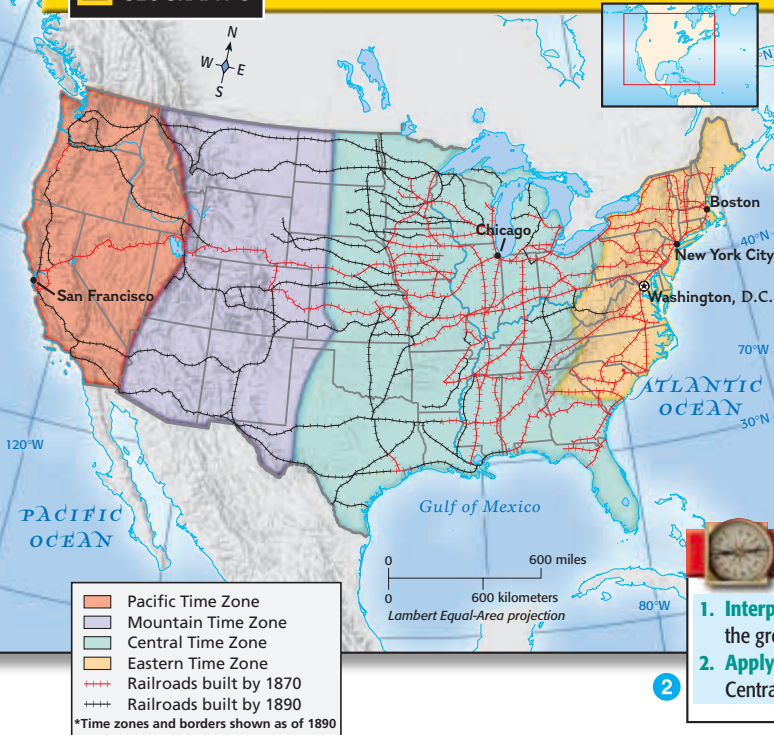 N
W E
S
°N
Boston
40°N
Chicago
New York City
San Francisco
Washington, D.C.
70°W
ATLANTIC
OCEAN
30°N
120°W
PACIFIC
OCEAN
Gulf of Mexico
0 600 miles
0 600 kilometers
Lambert Equal-Area projection
80°W
Pacific Time Zone
Mountain Time Zone
Central Time Zone
Eastern Time Zone
Railroads built by 1870
Railroads built by 1890
*Time zones and borders shown as of 1890
1. Interp
the gr
2. Apply
2 Centra